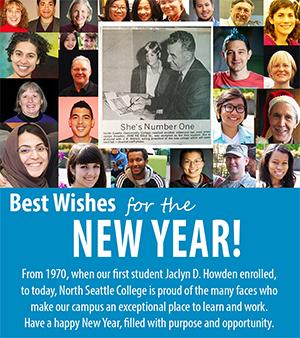 She's Number One
Best Wishes for the
NEW YEAR!
From 1970, when our first student Jaclyn D. Howden enrolled,
to today, North Seattle College is proud of the many faces who
make our campus an exceptional place to learn and work.
Have a happy New Year, filled with purpose and opportunity.